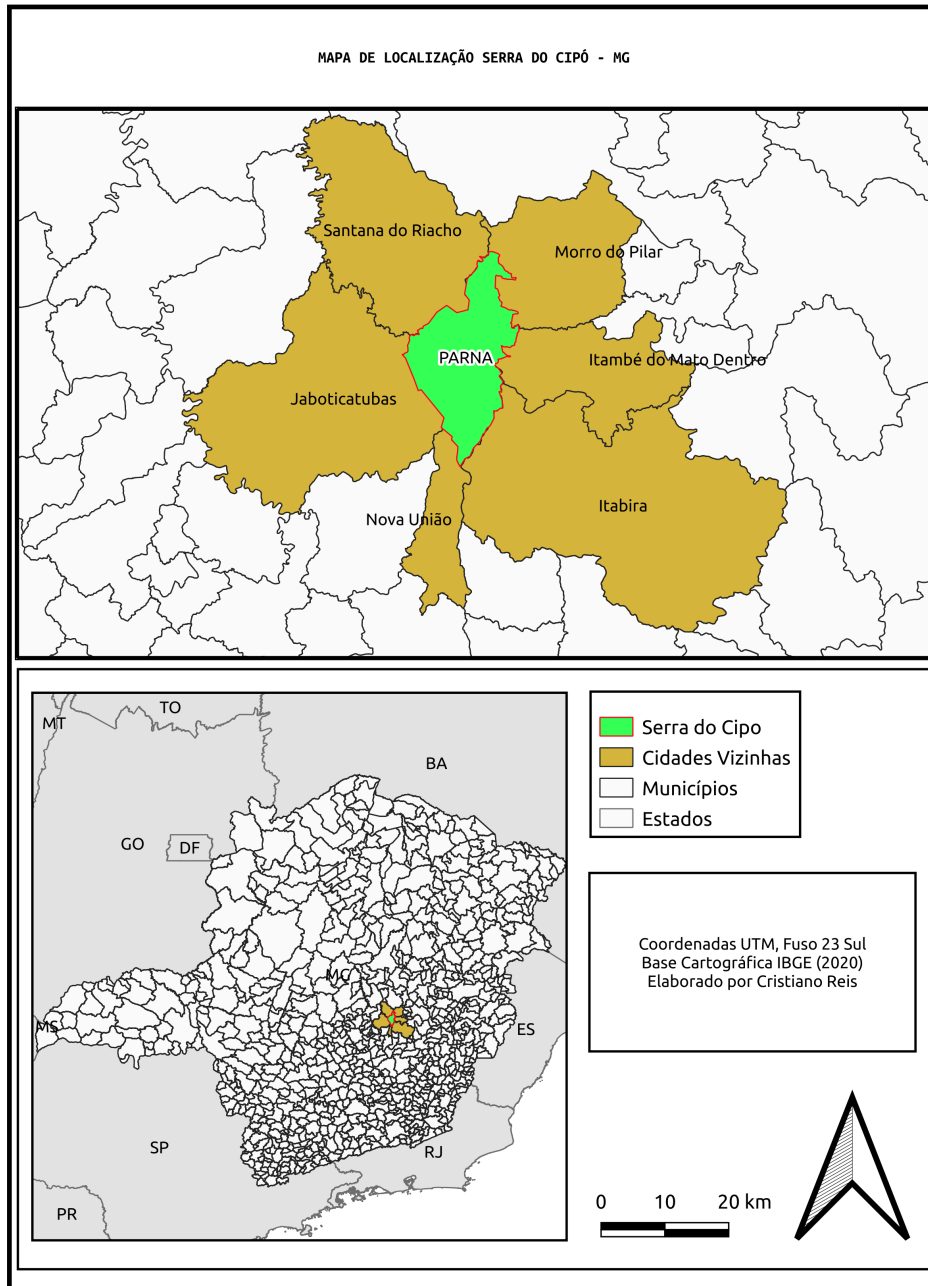 MAPA DE LOCALIZAÇÃO SERRA DO CIPÓ - MG
Santana do Riacho
Morro do Pilar
PARNA
Itambé do Mato Dentro
Jaboticatubas
Itabira
Nova União
MT
TO
BA
GO
DF
MG
MS
ES
SP
RJ
PR
Serra do Cipo
Cidades Vizinhas
Municípios
Estados
Coordenadas UTM, Fuso 23 Sul
Base Cartográfica IBGE (2020)
Elaborado por Cristiano Reis
0 10 20 km